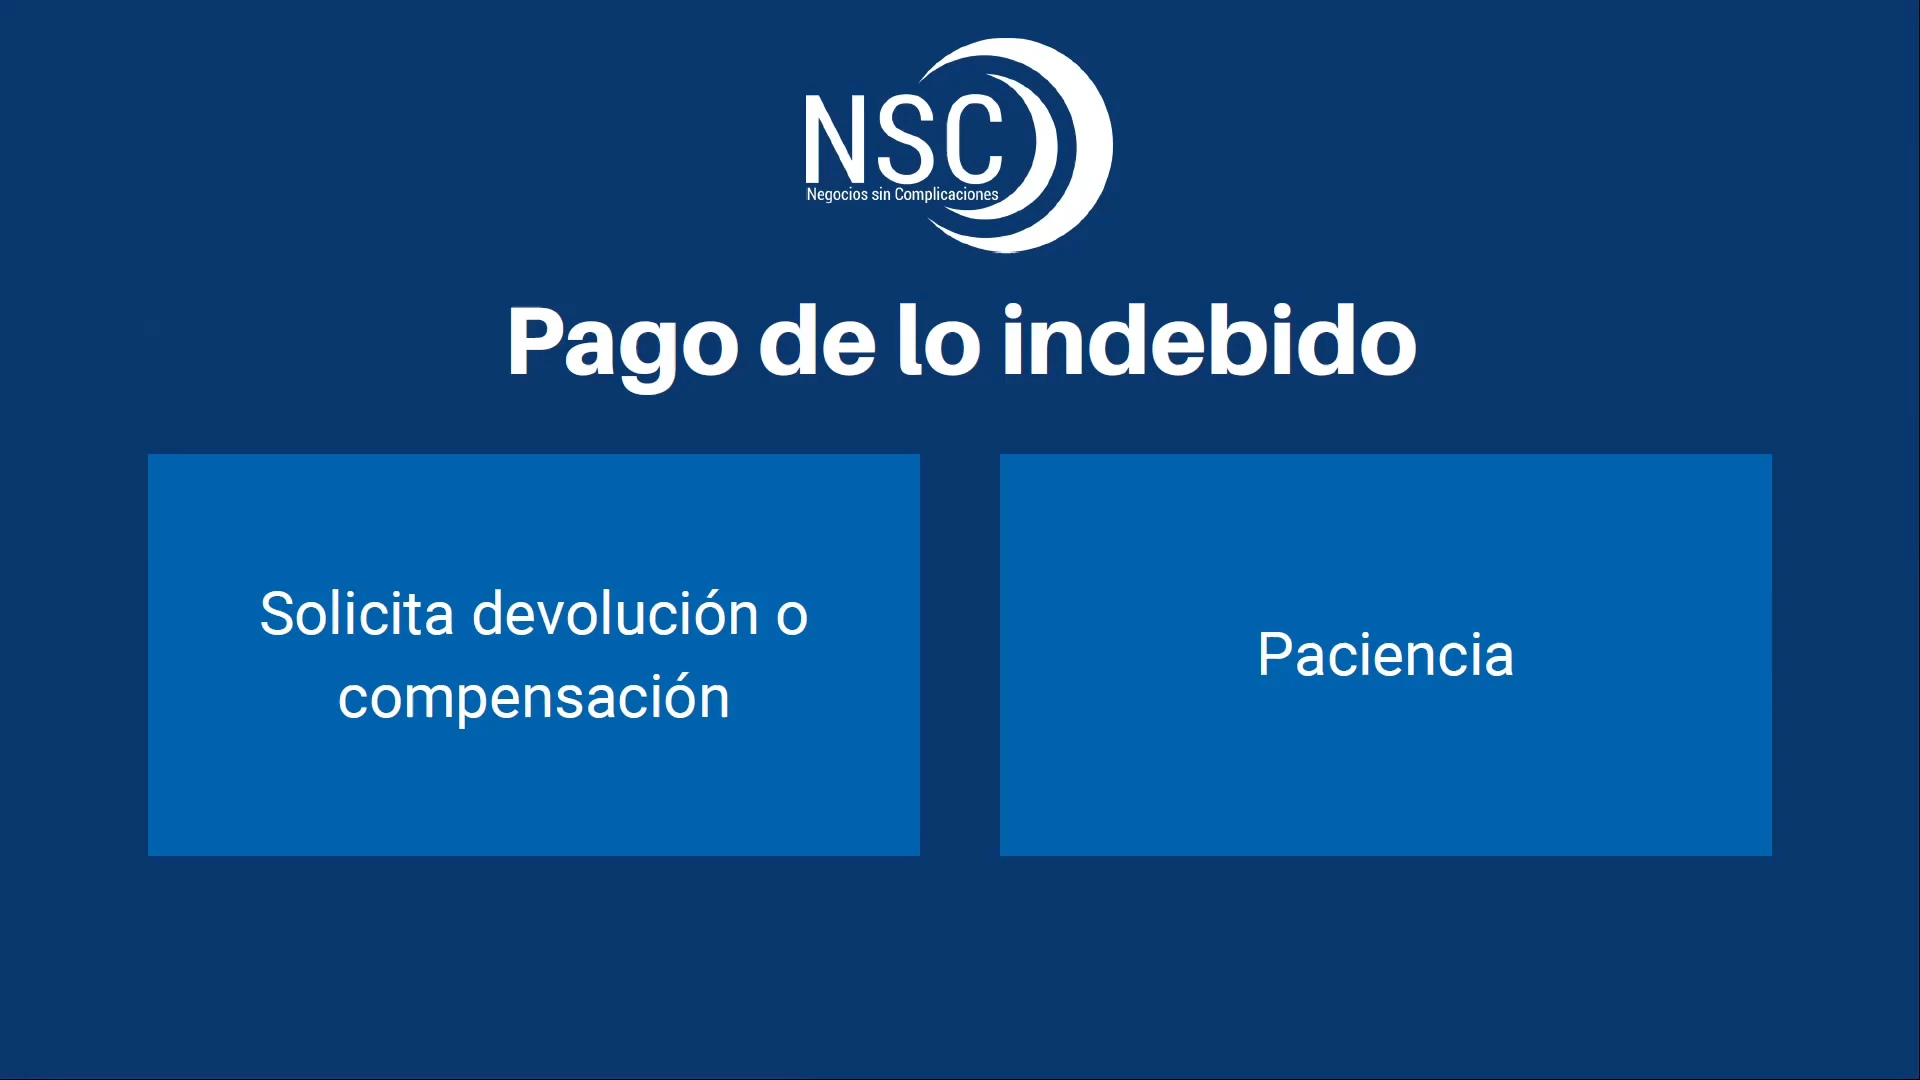 NSC
Negocios sin Complicaciones
Pago de lo indebido
Solicita devolución o
compensación
Paciencia